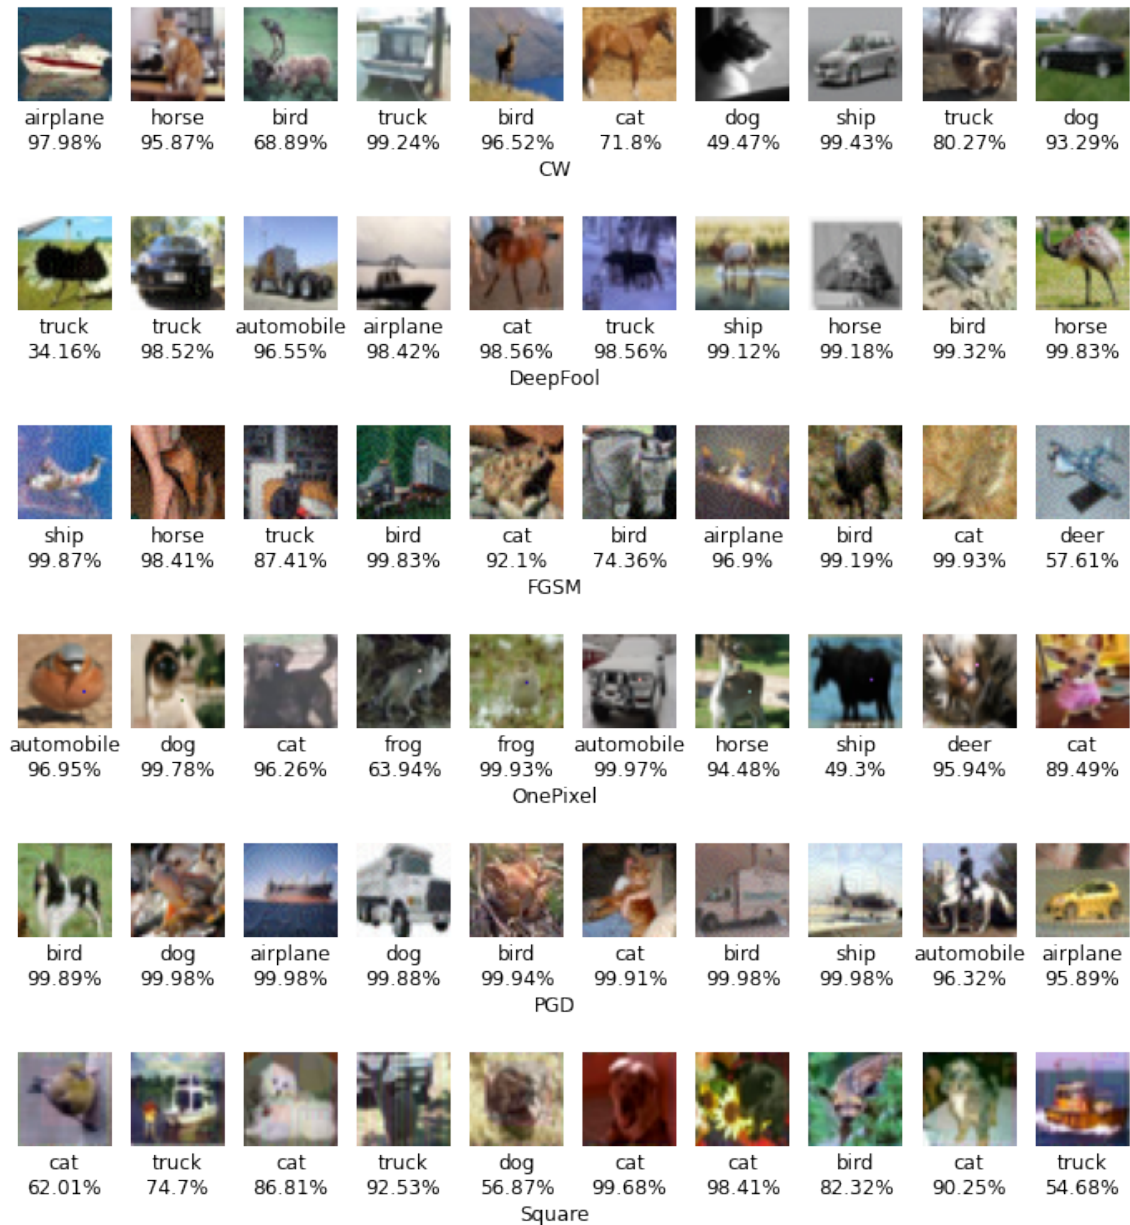 airplane horse bird truck bird cat dog ship truck dog
97.98% 95.87% 68.89% 99.24% 96.52% 71.8% 49.47% 99.43% 80.27% 93.29%
CW
truck truck automobile airplane cat truck ship horse bird horse
34.16% 98.52% 96.55% 98.42% 98.56% 98.56% 99.12% 99.18% 99.32% 99.83%
DeepFool
ship horse truck bird cat bird airplane bird cat deer
99.87% 98.41% 87.41% 99.83% 92.1% 74.36% 96.9% 99.19% 99.93% 57.61%
FGSM
automobile dog cat frog frog automobile horse ship deer cat
96.95% 99.78% 96.26% 63.94% 99.93% 99.97% 94.48% 49.3% 95.94% 89.49%
OnePixel
bird dog airplane dog bird cat bird ship automobile airplane
99.89% 99.98% 99.98% 99.88% 99.94% 99.91% 99.98% 99.98% 96.32% 95.89%
PGD
cat truck cat truck dog cat cat bird cat truck
62.01% 74.7% 86.81% 92.53% 56.87% 99.68% 98.41% 82.32% 90.25% 54.68%
Square